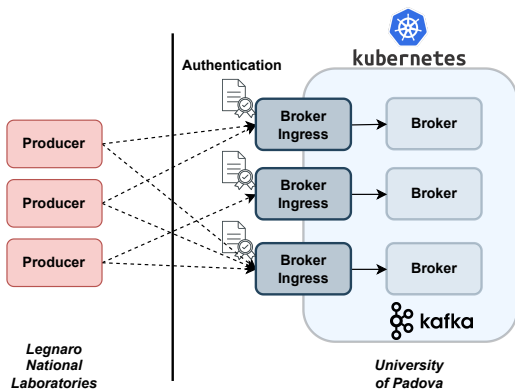 kubernetes
Authentication
Producer
Producer
Producer
Broker
Ingress
Broker
Broker
Ingress
Broker
Broker
Ingress
Broker
kafka
Legnaro
National
Laboratories
University
of Padova